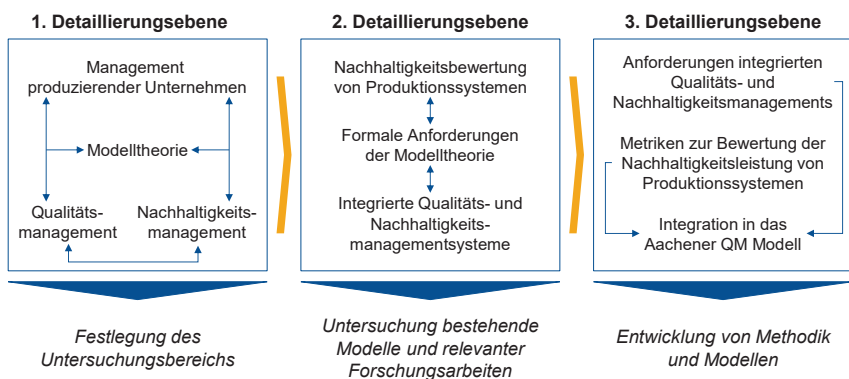 1. Detaillierungsebene
Management
produzierender Unternehmen
Modelltheorie
Qualitäts-
management
Nachhaltigkeits-
management
Festlegung des
Untersuchungsbereichs
2. Detaillierungsebene
Nachhaltigkeitsbewertung
von Produktionssystemen
Formale Anforderungen
der Modelltheorie
Integrierte Qualitäts- und
Nachhaltigkeits-
managementsysteme
Untersuchung bestehende
Modelle und relevanter
Forschungsarbeiten
3. Detaillierungsebene
Anforderungen integrierten
Qualitäts- und
Nachhaltigkeitsmanagements
Metriken zur Bewertung der
Nachhaltigkeitsleistung von
Produktionssystemen
Integration in das
Aachener QM Modell
Entwicklung von Methodik
und Modellen